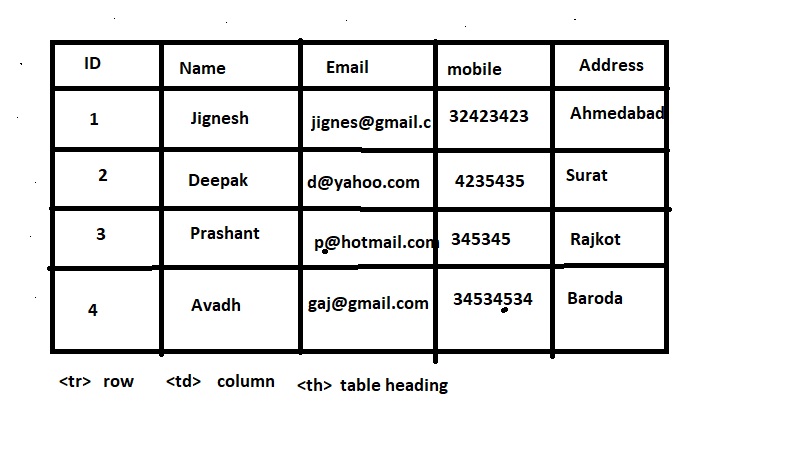 ID Name Email mobile Address
1 Jignesh jignes@gmail.c 32423423 Ahmedabad
2 Deepak d@yahoo.com 4235435 Surat
3 Prashant p@hotmail.com 345345 Rajkot
4 Avadh gaj@gmail.com 34534534 Baroda
<tr> row <td> column <th> table heading